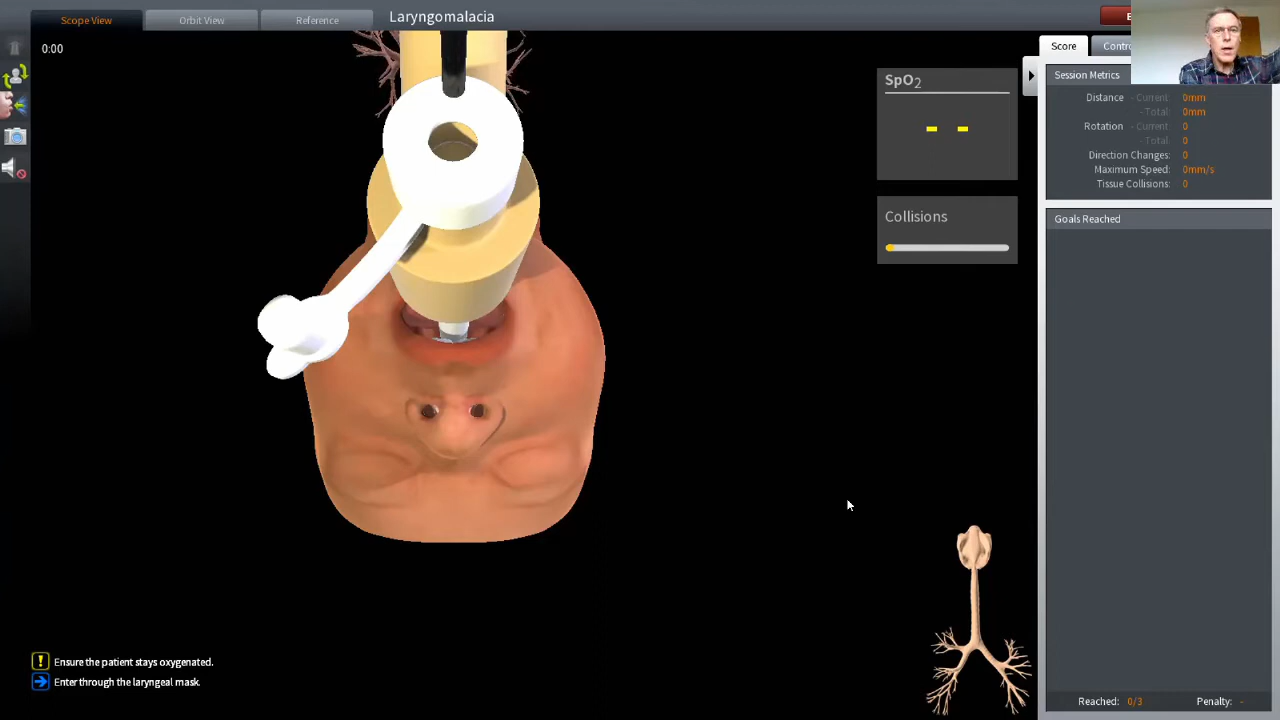 Scope View
Orbit View
Reference
Laryngomalacia
0:00
SpO2
- -
Collisions
Score
Session Metrics
Distance - Current: 0mm
- Total: 0mm
Rotation - Current: 0
- Total: 0
Direction Changes: 0
Maximum Speed: 0mm/s
Tissue Collisions: 0
Goals Reached
! Ensure the patient stays oxygenated.
Enter through the laryngeal mask.
Reached: 0/3 Penalty: -